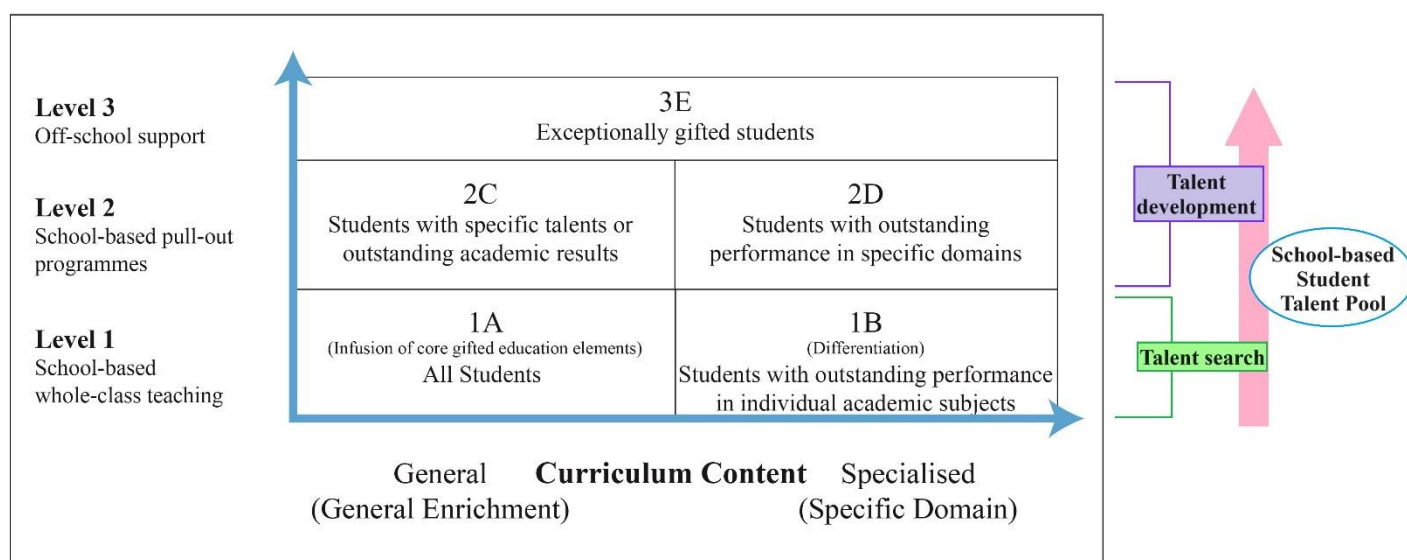 Level 3
Off-school support
3E
Exceptionally gifted students
Level 2
School-based pull-out
programmes
2C
Students with specific talents or
outstanding academic results
2D
Students with outstanding
performance in specific domains
Level 1
School-based
whole-class teaching
1A
(Infusion of core gifted education elements)
All Students
1B
(Differentiation)
Students with outstanding performance
in individual academic subjects
General Curriculum Content Specialised
(General Enrichment) (Specific Domain)
Talent
development
School-based
Student
Talent Pool
Talent search